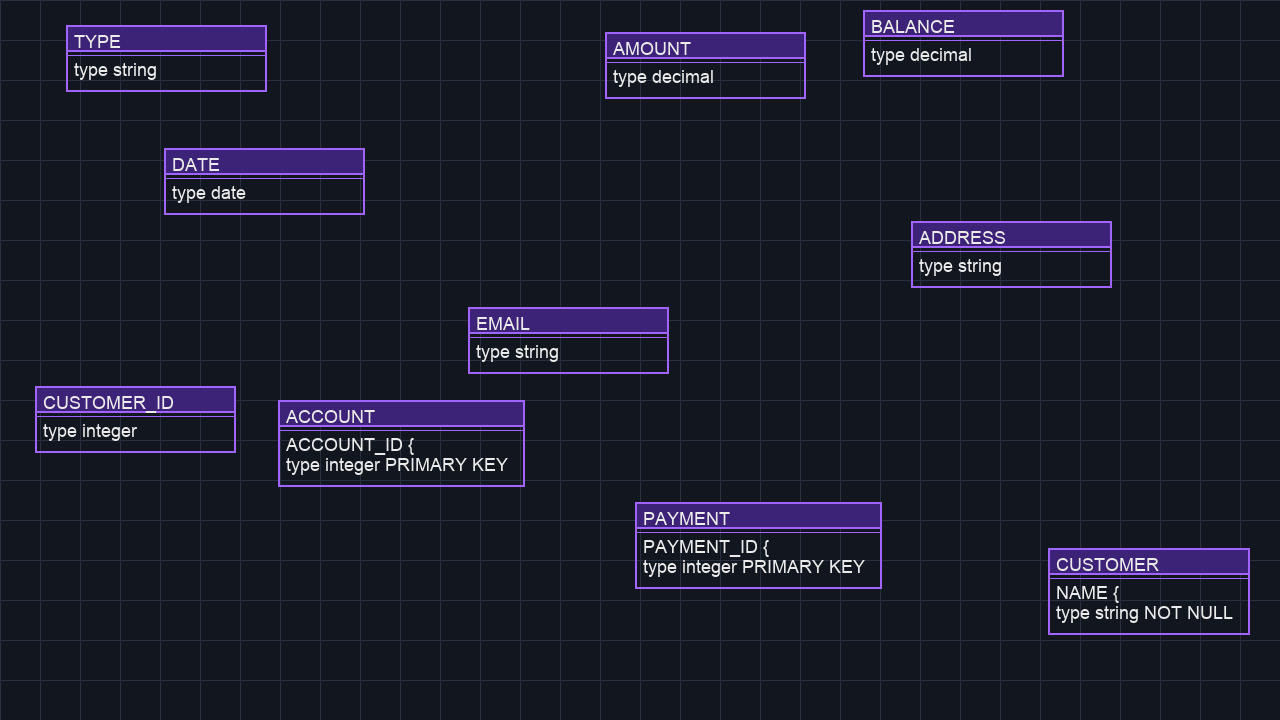 TYPE
type string
AMOUNT
type decimal
BALANCE
type decimal
DATE
type date
ADDRESS
type string
EMAIL
type string
CUSTOMER_ID
type integer
ACCOUNT
ACCOUNT_ID {
type integer PRIMARY KEY
PAYMENT
PAYMENT_ID {
type integer PRIMARY KEY
CUSTOMER
NAME {
type string NOT NULL